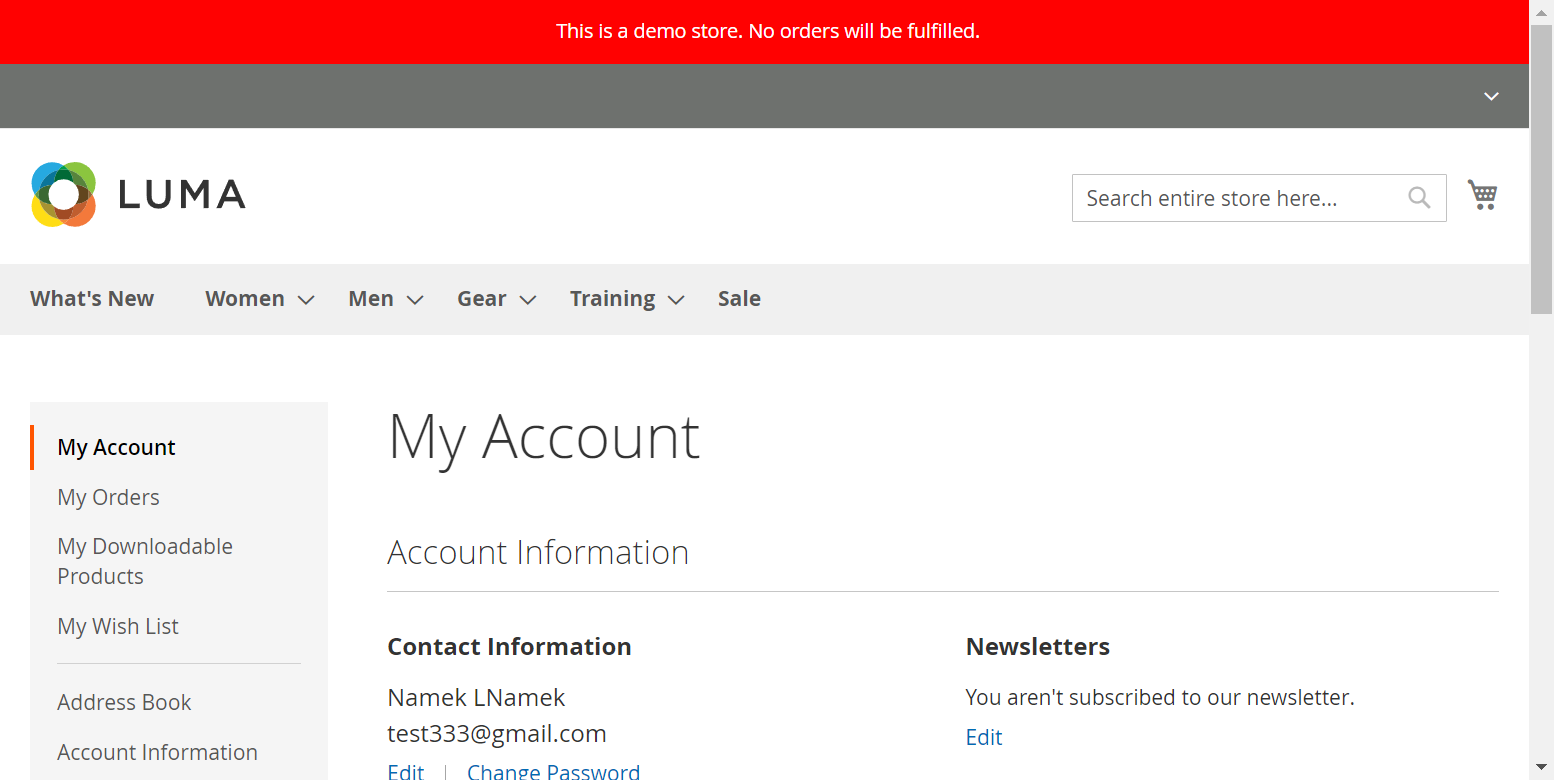 This is a demo store. No orders will be fulfilled.
LUMA
Search entire store here...
What's New
Women
Men
Gear
Training
Sale
My Account
My Orders
My Downloadable
Products
My Wish List
Address Book
Account Information
My Account
Account Information
Contact Information
Namek LNamek
test333@gmail.com
Edit
Change Password
Newsletters
You aren't subscribed to our newsletter.
Edit